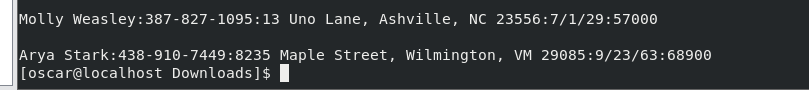 Molly Weasley:387-827-1095:13 Uno Lane, Ashville, NC 23556:7/1/29:57000
Arya Stark:438-910-7449:8235 Maple Street, Wilmington, VM 29085:9/23/63:68900
[oscar@localhost Downloads]$